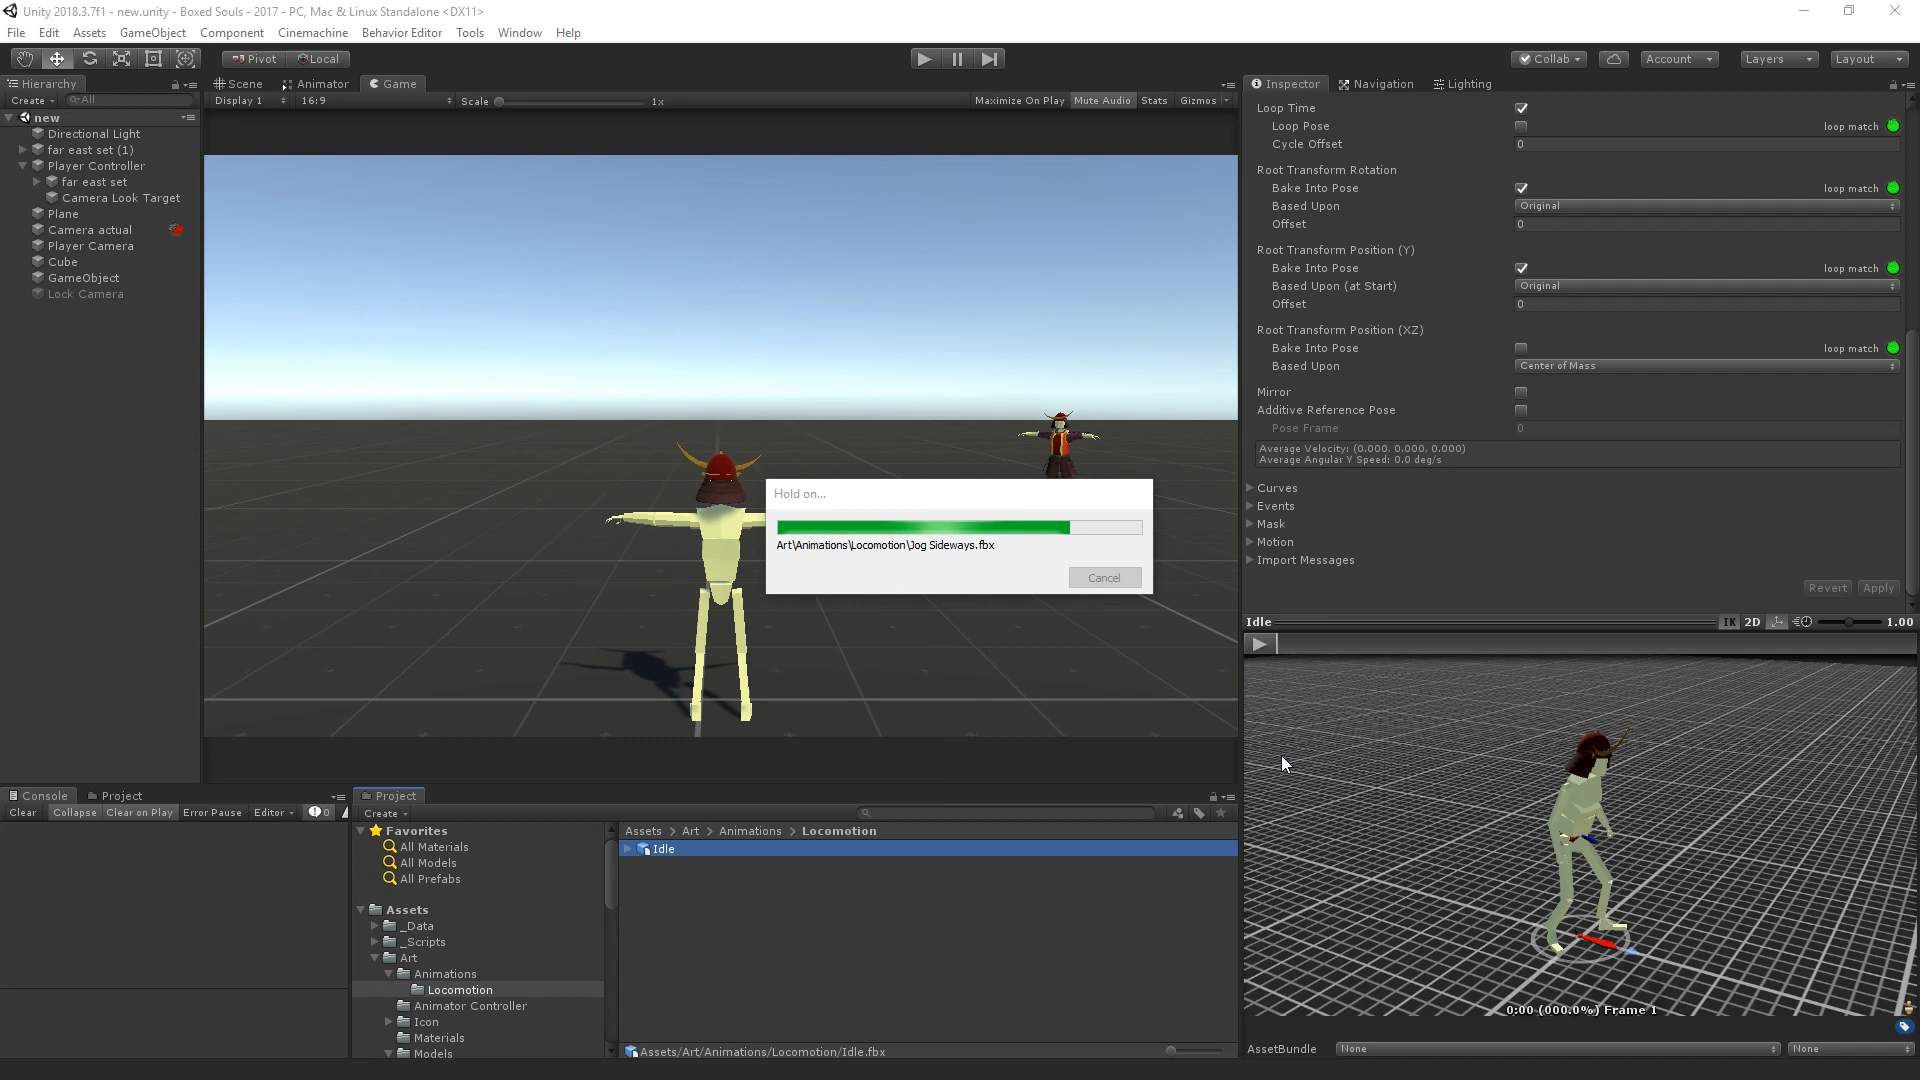 Unity 2018.3.7f1 - new.unity - Boxed Souls - 2017 - PC, Mac & Linux Standalone <DX11>
File Edit Assets GameObject Component Cinemachine Behavior Editor Tools Window Help
Pivot Local Collab Account Layers Layout
Hierarchy
Create All
new
Directional Light
far east set (1)
Player Controller
far east set
Camera Look Target
Plane
Camera actual
Player Camera
Cube
GameObject
Lock Camera
Scene Animator Game
Display 1 16:9 Scale 1x Maximize On Play Mute Audio Stats Gizmos
Hold on...
Art\Animations\Locomotion\Jog Sideways.fbx
Cancel
Inspector Navigation Lighting
Loop Time
Loop Pose loop match
Cycle Offset 0
Root Transform Rotation
Bake Into Pose loop match
Based Upon Original
Offset 0
Root Transform Position (Y)
Bake Into Pose loop match
Based Upon (at Start) Original
Offset 0
Root Transform Position (XZ)
Bake Into Pose loop match
Based Upon Center of Mass
Mirror
Additive Reference Pose
Pose Frame 0
Average Velocity: (0.000, 0.000, 0.000)
Average Angular Y Speed: 0.0 deg/s
Curves
Events
Mask
Motion
Import Messages
Revert Apply
Idle IK 2D 1.00
0:00 (000.0%) Frame 1
AssetBundle None None
Console Project
Clear Collapse Clear on Play Error Pause Editor 0
Project
Create
Favorites
All Materials
All Models
All Prefabs
Assets
_Data
_Scripts
Art
Animations
Locomotion
Animator Controller
Icon
Materials
Models
Assets > Art > Animations > Locomotion
Idle
Assets/Art/Animations/Locomotion/Idle.fbx